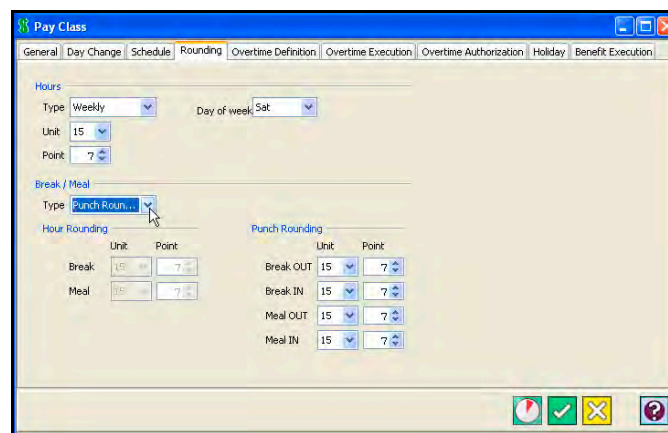 Pay Class
General Day Change Schedule Rounding Overtime Definition Overtime Execution Overtime Authorization Holiday Benefit Execution
Hours
Type Weekly Day of week Sat
Unit 15
Point 7
Break / Meal
Type Punch Roun...
Hour Rounding Punch Rounding
Unit Point Unit Point
Break 15 7 Break OUT 15 7
Break IN 15 7
Meal 15 7 Meal OUT 15 7
Meal IN 15 7
?